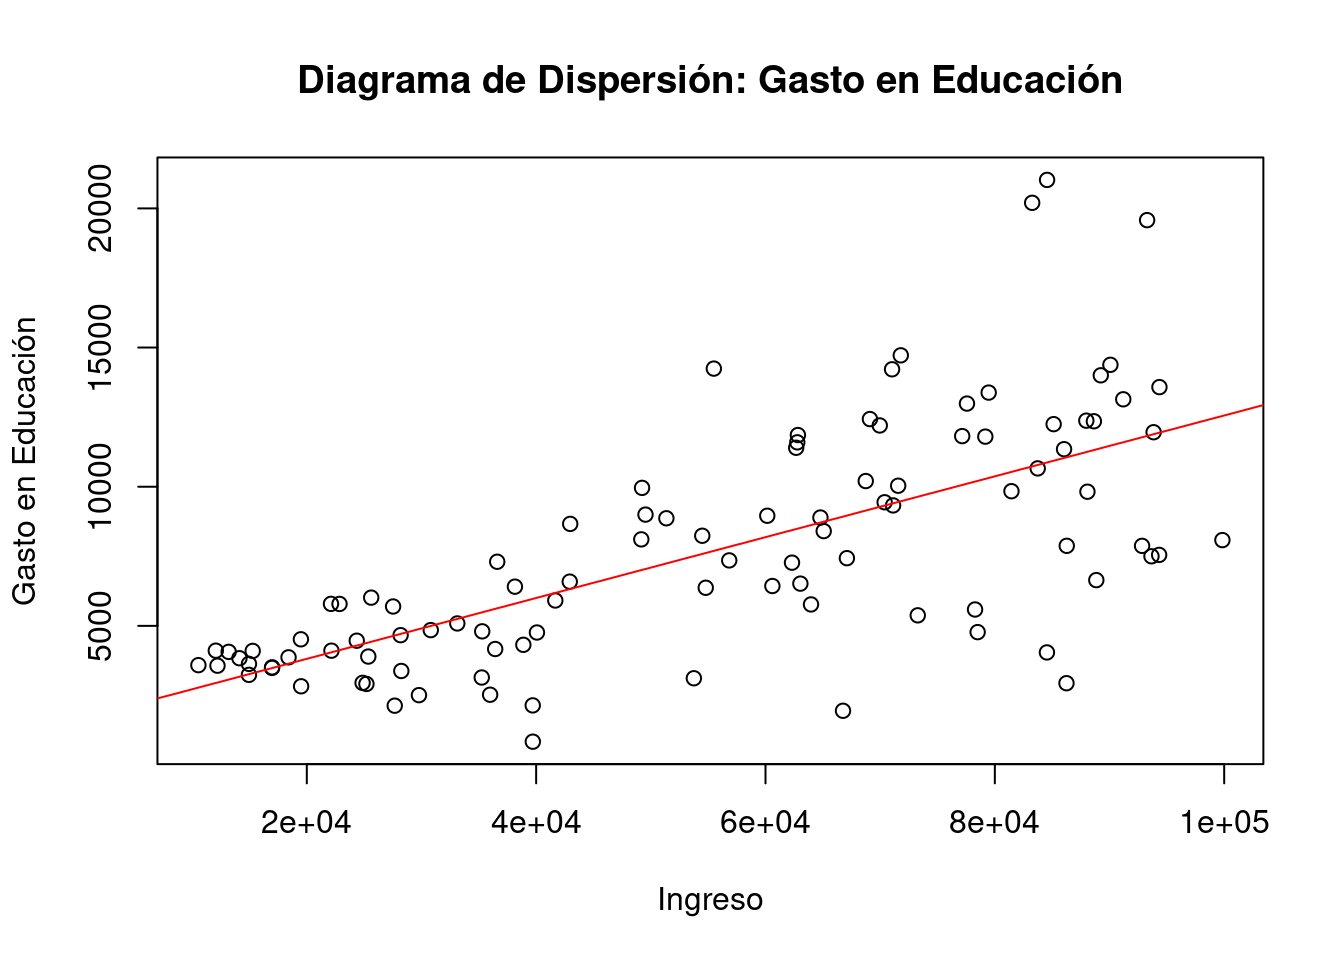 Diagrama de Dispersión: Gasto en Educación
Gasto en Educación
20000
15000
10000
5000
2e+04 4e+04 6e+04 8e+04 1e+05
Ingreso